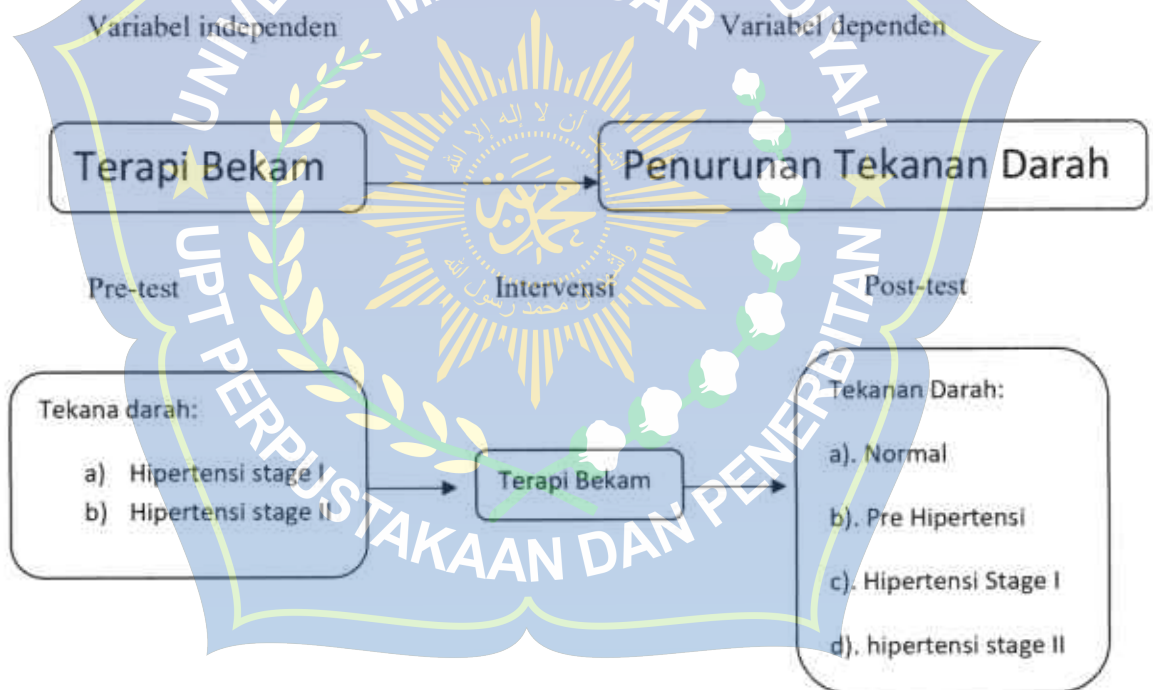 Variabel independen
Variabel dependen
Terapi Bekam
Penurunan Tekanan Darah
Pre-test
Intervensi
Post-test
Tekana darah:
a) Hipertensi stage I
b) Hipertensi stage II
Terapi Bekam
Tekanan Darah:
a). Normal
b). Pre Hipertensi
c). Hipertensi Stage I
d). hipertensi stage II
UPT PERPUSTAKAAN DAN PENERBITAN